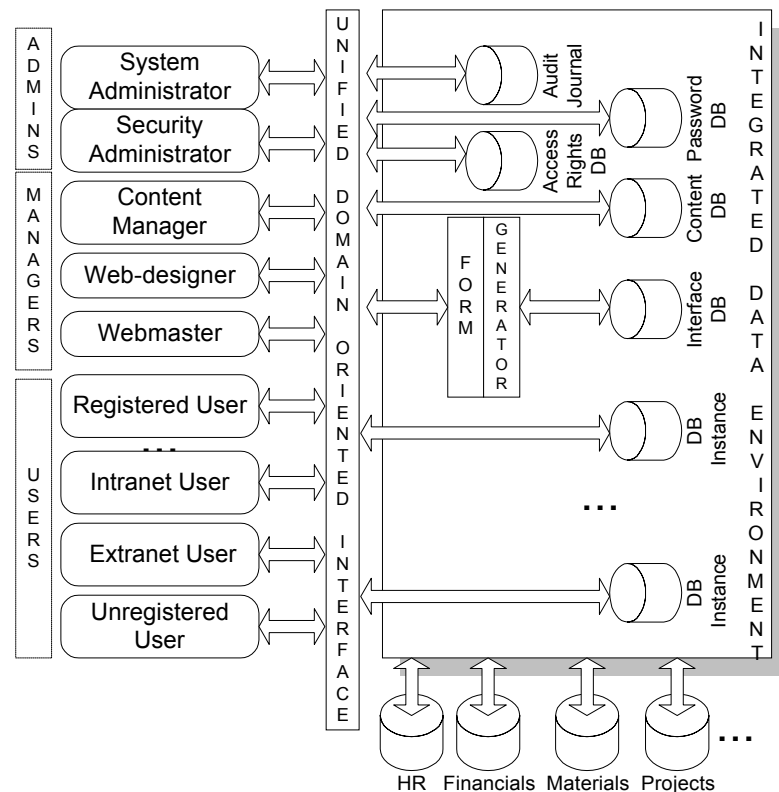 ADMINS
System
Administrator
Security
Administrator
MANAGERS
Content
Manager
Web-designer
Webmaster
USERS
Registered User
...
Intranet User
Extranet User
Unregistered
User
UNIFIED DOMAIN ORIENTED INTERFACE
Audit
Journal
Password
DB
Access
Rights
DB
Content
DB
FORM
GENERATOR
Interface
DB
DB
Instance
...
DB
Instance
INTEGRATED DATA ENVIRONMENT
HR
Financials
Materials
Projects
...